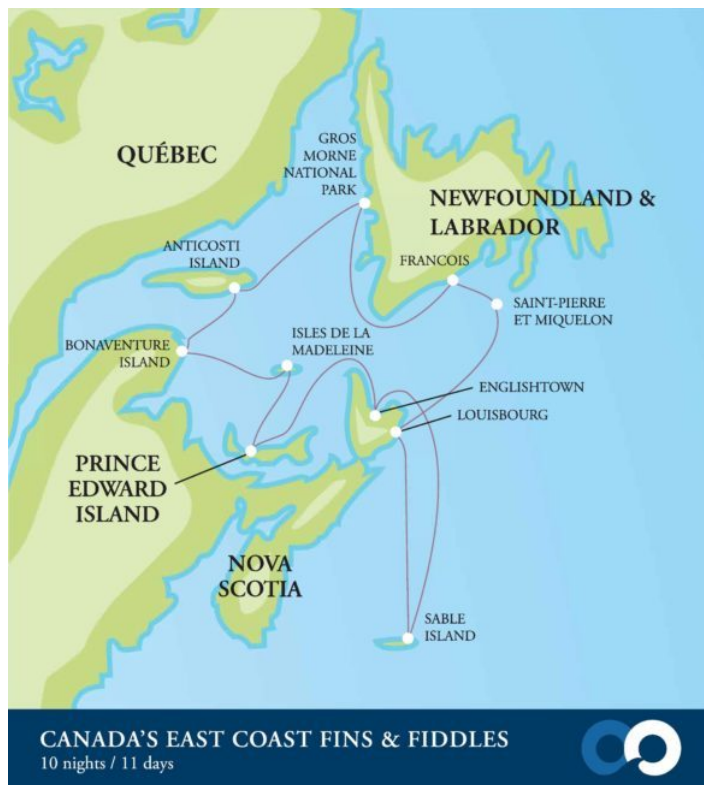 QUÉBEC
GROS
MORNE
NATIONAL
PARK
NEWFOUNDLAND &
LABRADOR
ANTICOSTI
ISLAND
FRANCOIS
SAINT-PIERRE
ET MIQUELON
BONAVENTURE
ISLAND
ISLES DE LA
MADELEINE
ENGLISHTOWN
LOUISBOURG
PRINCE
EDWARD
ISLAND
NOVA
SCOTIA
SABLE
ISLAND
CANADA'S EAST COAST FINS & FIDDLES
10 nights / 11 days